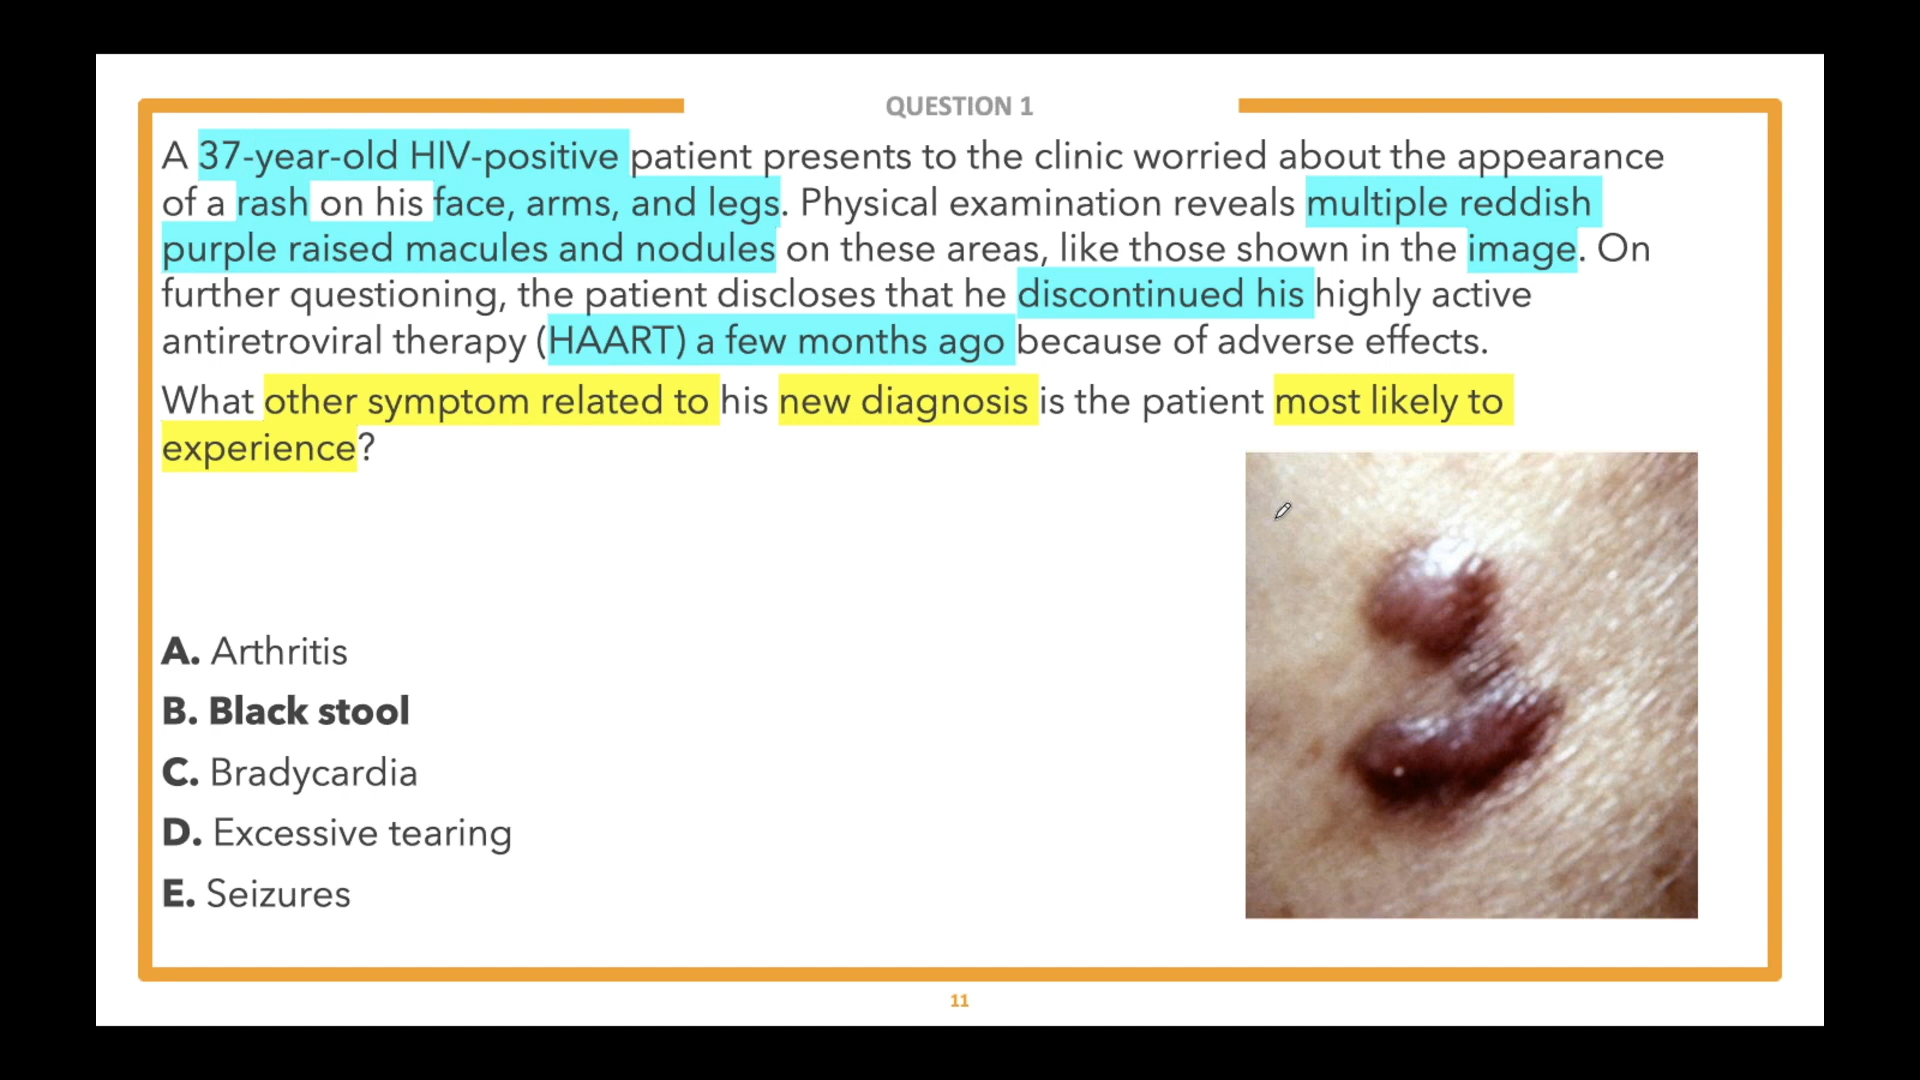 QUESTION 1
A 37-year-old HIV-positive patient presents to the clinic worried about the appearance
of a rash on his face, arms, and legs. Physical examination reveals multiple reddish
purple raised macules and nodules on these areas, like those shown in the image. On
further questioning, the patient discloses that he discontinued his highly active
antiretroviral therapy (HAART) a few months ago because of adverse effects.
What other symptom related to his new diagnosis is the patient most likely to
experience?
A. Arthritis
B. Black stool
C. Bradycardia
D. Excessive tearing
E. Seizures
11